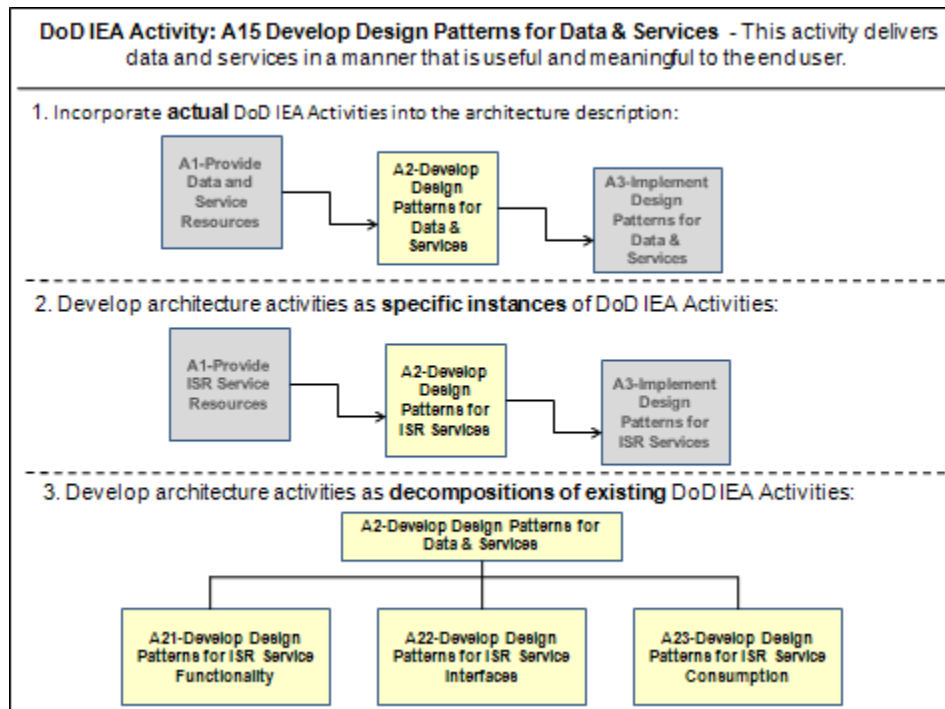 DoD IEA Activity: A15 Develop Design Patterns for Data & Services - This activity delivers
data and services in a manner that is useful and meaningful to the end user.
1. Incorporate actual DoD IEA Activities into the architecture description:
A1-Provide
Data and
Service
Resources
A2-Develop
Design
Patterns for
Data &
Services
A3-Implement
Design
Patterns for
Data &
Services
2. Develop architecture activities as specific instances of DoD IEA Activities:
A1-Provide
ISR Service
Resources
A2-Develop
Design
Patterns for
ISR Services
A3-Implement
Design
Patterns for
ISR Services
3. Develop architecture activities as decompositions of existing DoD IEA Activities:
A2-Develop Design Patterns for
Data & Services
A21-Develop Design
Patterns for ISR Service
Functionality
A22-Develop Design
Patterns for ISR Service
Interfaces
A23-Develop Design
Patterns for ISR Service
Consumption